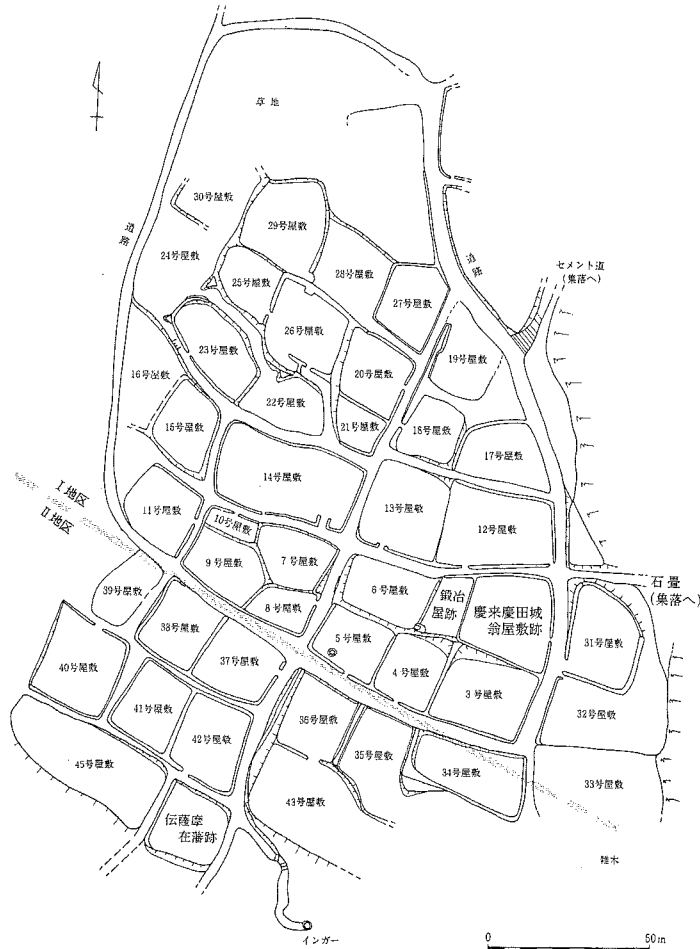 草地
30号屋敷
29号屋敷
道路
24号屋敷
25号屋敷
28号屋敷
27号屋敷
道路
セメント道
(集落へ)
26号屋敷
23号屋敷
20号屋敷
19号屋敷
16号屋敷
22号屋敷
15号屋敷
21号屋敷
18号屋敷
17号屋敷
14号屋敷
13号屋敷
12号屋敷
Ⅰ地区
Ⅱ地区
11号屋敷
10号屋敷
9号屋敷
7号屋敷
6号屋敷
鍛冶
屋跡
慶来慶田城
翁屋敷跡
石畳
(集落へ)
39号屋敷
8号屋敷
38号屋敷
37号屋敷
5号屋敷
4号屋敷
3号屋敷
31号屋敷
32号屋敷
40号屋敷
41号屋敷
42号屋敷
36号屋敷
35号屋敷
34号屋敷
33号屋敷
45号屋敷
43号屋敷
伝薩摩
在藩跡
雑木
インガー
0 50m